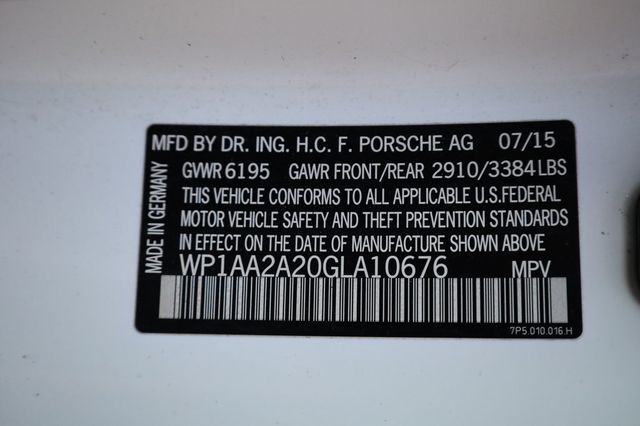 MFD BY DR. ING. H.C. F. PORSCHE AG 07/15
GVWR 6195 GAWR FRONT/REAR 2910/3384 LBS
THIS VEHICLE CONFORMS TO ALL APPLICABLE U.S.FEDERAL
MOTOR VEHICLE SAFETY AND THEFT PREVENTION STANDARDS
IN EFFECT ON THE DATE OF MANUFACTURE SHOWN ABOVE
WP1AA2A20GLA10676 MPV
7P5.010.016.H
MADE IN GERMANY